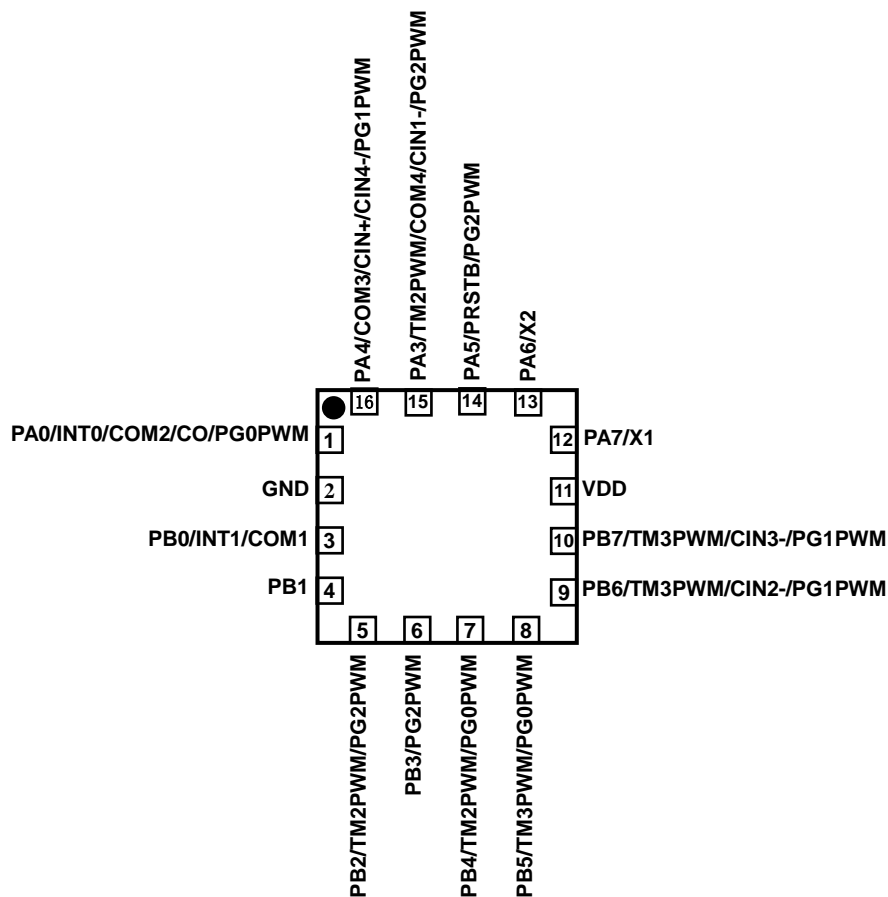 PA4/COM3/CIN+/CIN4-/PG1PWM
PA3/TM2PWM/COM4/CIN1-/PG2PWM
PA5/PRSTB/PG2PWM
PA6/X2
16
15
14
13
PA0/INT0/COM2/CO/PG0PWM
1
12
PA7/X1
GND
2
11
VDD
PB0/INT1/COM1
3
10
PB7/TM3PWM/CIN3-/PG1PWM
PB1
4
9
PB6/TM3PWM/CIN2-/PG1PWM
5
6
7
8
PB2/TM2PWM/PG2PWM
PB3/PG2PWM
PB4/TM2PWM/PG0PWM
PB5/TM3PWM/PG0PWM